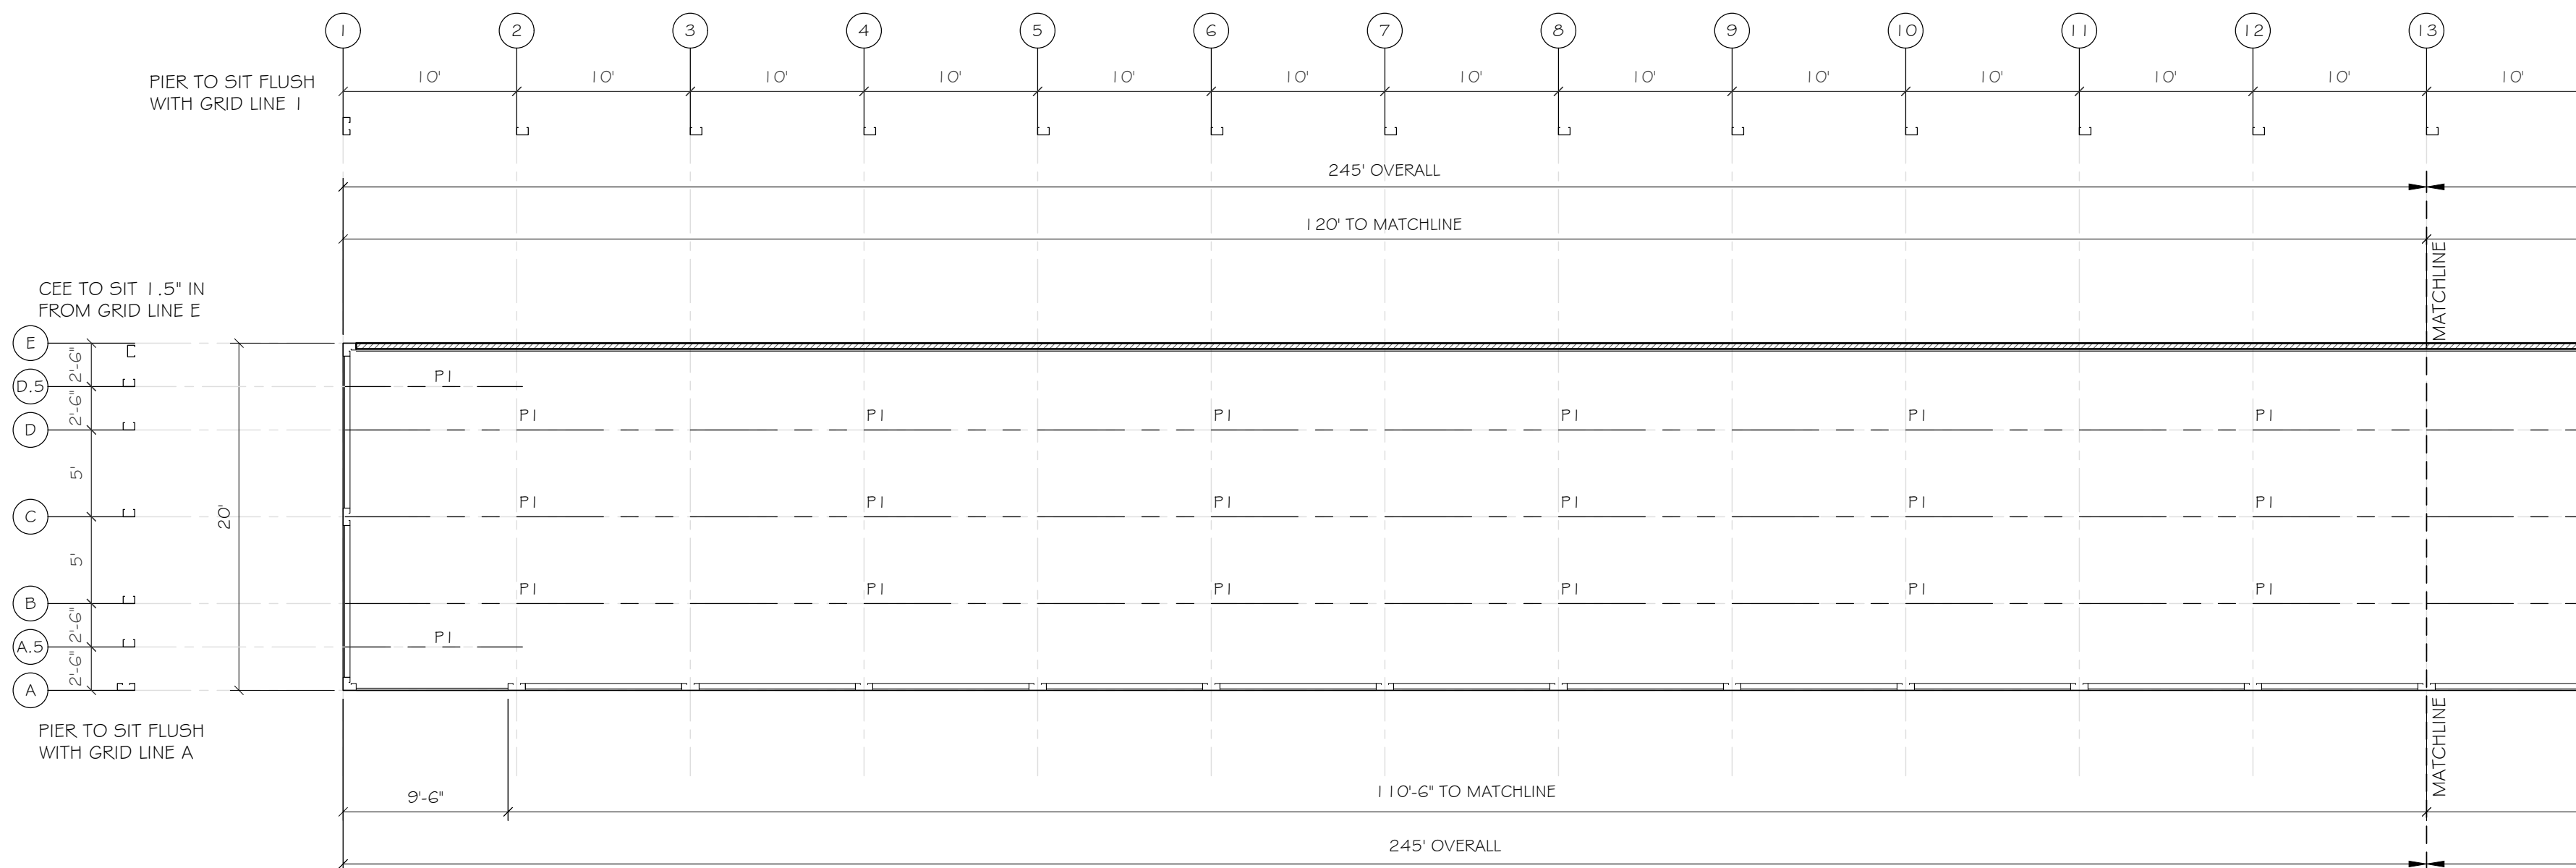 1 2 3 4 5 6 7 8 9 10 11 12 13
PIER TO SIT FLUSH
WITH GRID LINE 1
10' 10' 10' 10' 10' 10' 10' 10' 10' 10' 10' 10' 10'
245' OVERALL
120' TO MATCHLINE
MATCHLINE
CEE TO SIT 1.5" IN
FROM GRID LINE E
E
2'-6"
D.5
P1
2'-6"
D
P1 P1 P1 P1 P1 P1
5'
C
20'
P1 P1 P1 P1 P1 P1
5'
B
P1 P1 P1 P1 P1 P1
2'-6"
A.5
P1
2'-6"
A
PIER TO SIT FLUSH
WITH GRID LINE A
MATCHLINE
9'-6"
110'-6" TO MATCHLINE
245' OVERALL